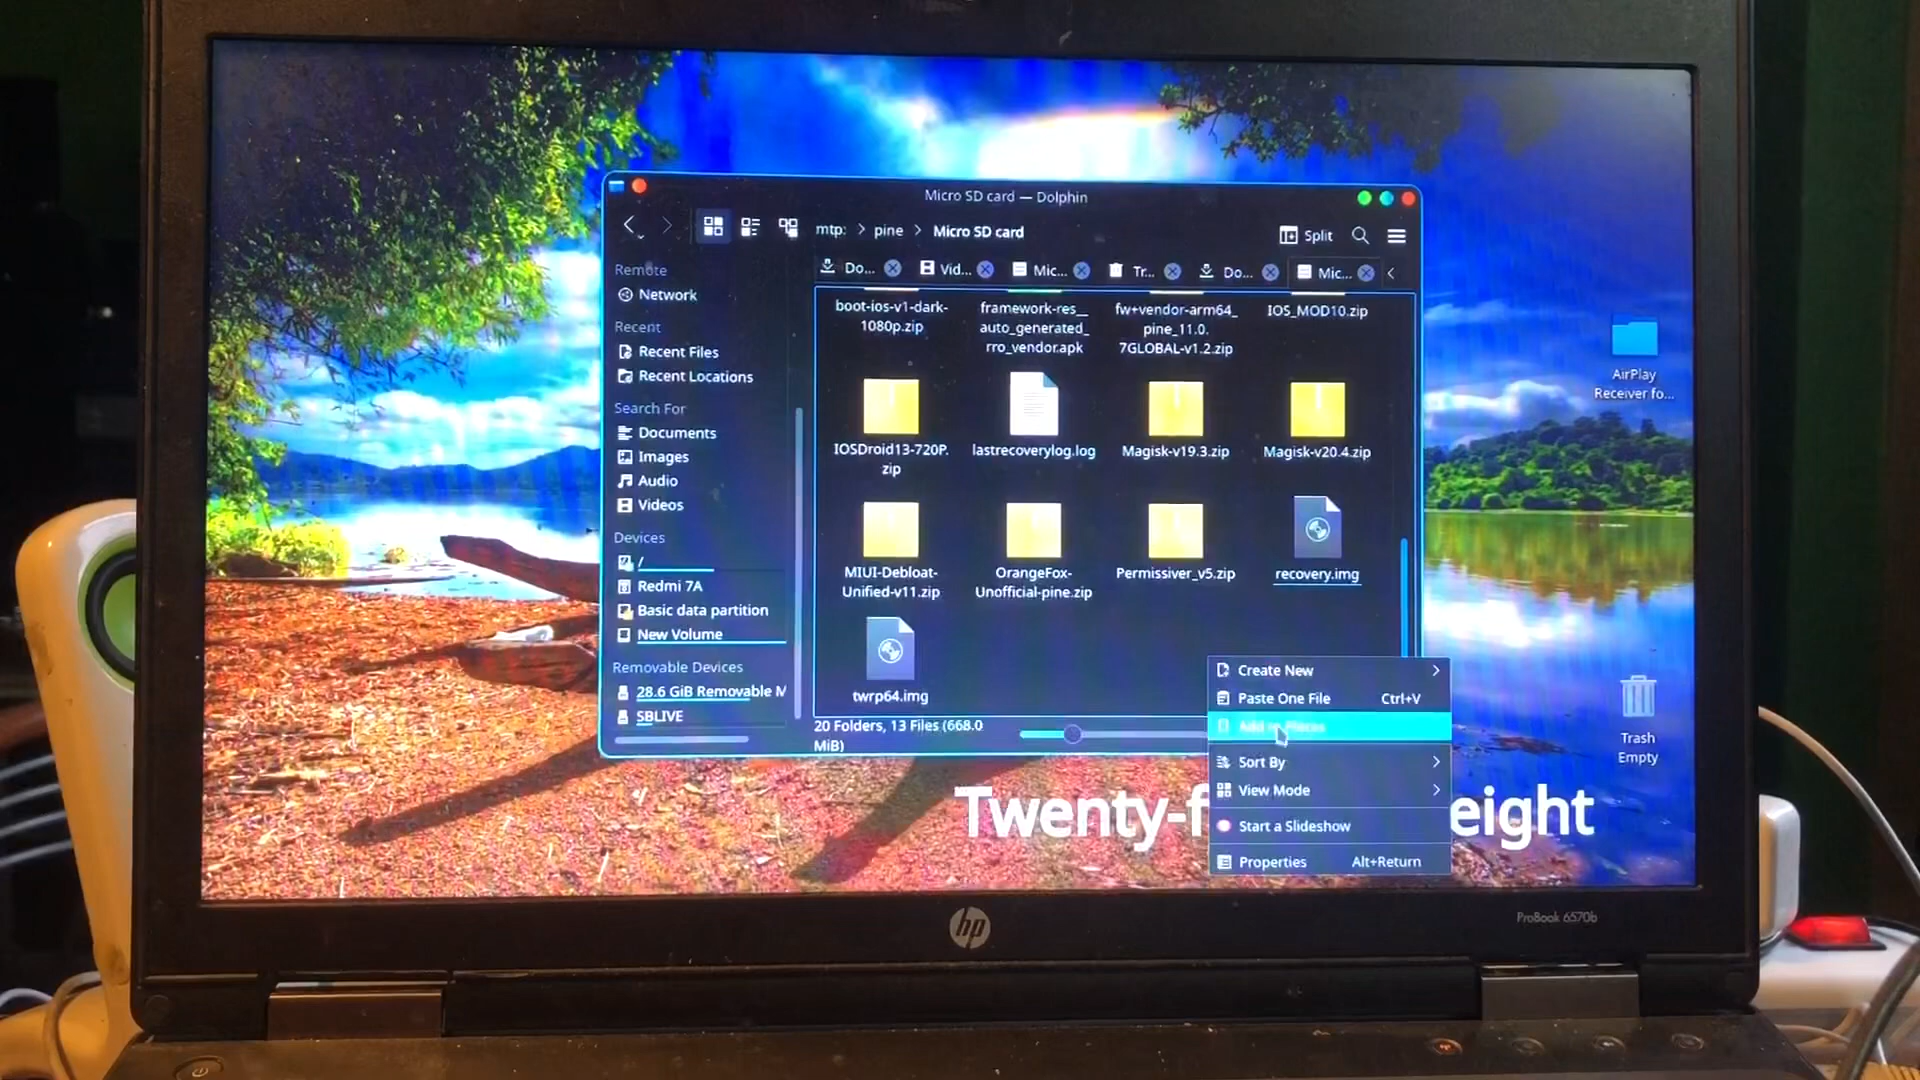 Micro SD card — Dolphin
mtp: > pine > Micro SD card
Split
Do...
Vid...
Mic...
Tr...
Do...
Mic...
Remote
Network
Recent
Recent Files
Recent Locations
Search For
Documents
Images
Audio
Videos
Devices
/
Redmi 7A
Basic data partition
New Volume
Removable Devices
28.6 GiB Removable M
SBLIVE
boot-ios-v1-dark-
1080p.zip
framework-res__
auto_generated_
rro_vendor.apk
fw+vendor-arm64_
pine_11.0.
7GLOBAL-v1.2.zip
IOS_MOD10.zip
IOSDroid13-720P.
zip
lastrecoverylog.log
Magisk-v19.3.zip
Magisk-v20.4.zip
MIUI-Debloat-
Unified-v11.zip
OrangeFox-
Unofficial-pine.zip
Permissiver_v5.zip
recovery.img
twrp64.img
20 Folders, 13 Files (668.0
MiB)
Create New
Paste One File Ctrl+V
Add to Places
Sort By
View Mode
Start a Slideshow
Properties Alt+Return
AirPlay
Receiver fo...
Trash
Empty
Twenty-f
eight
hp
ProBook 6570b